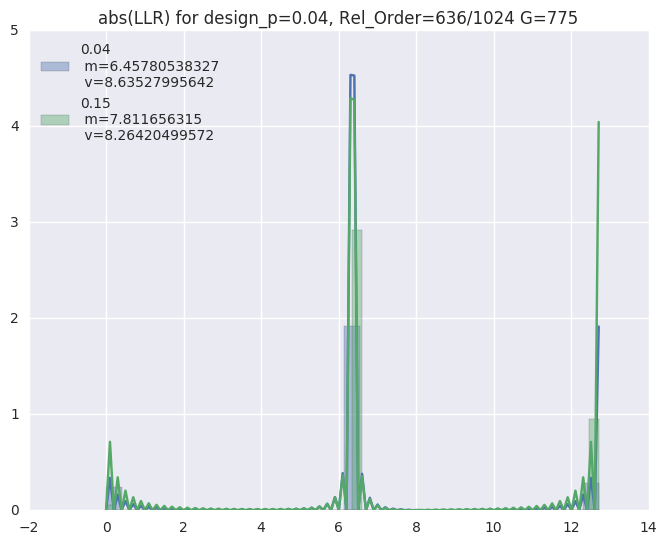 abs(LLR) for design_p=0.04, Rel_Order=636/1024 G=775
0.04
m=6.45780538327
v=8.63527995642
0.15
m=7.811656315
v=8.26420499572
5
4
3
2
1
0
−2 0 2 4 6 8 10 12 14